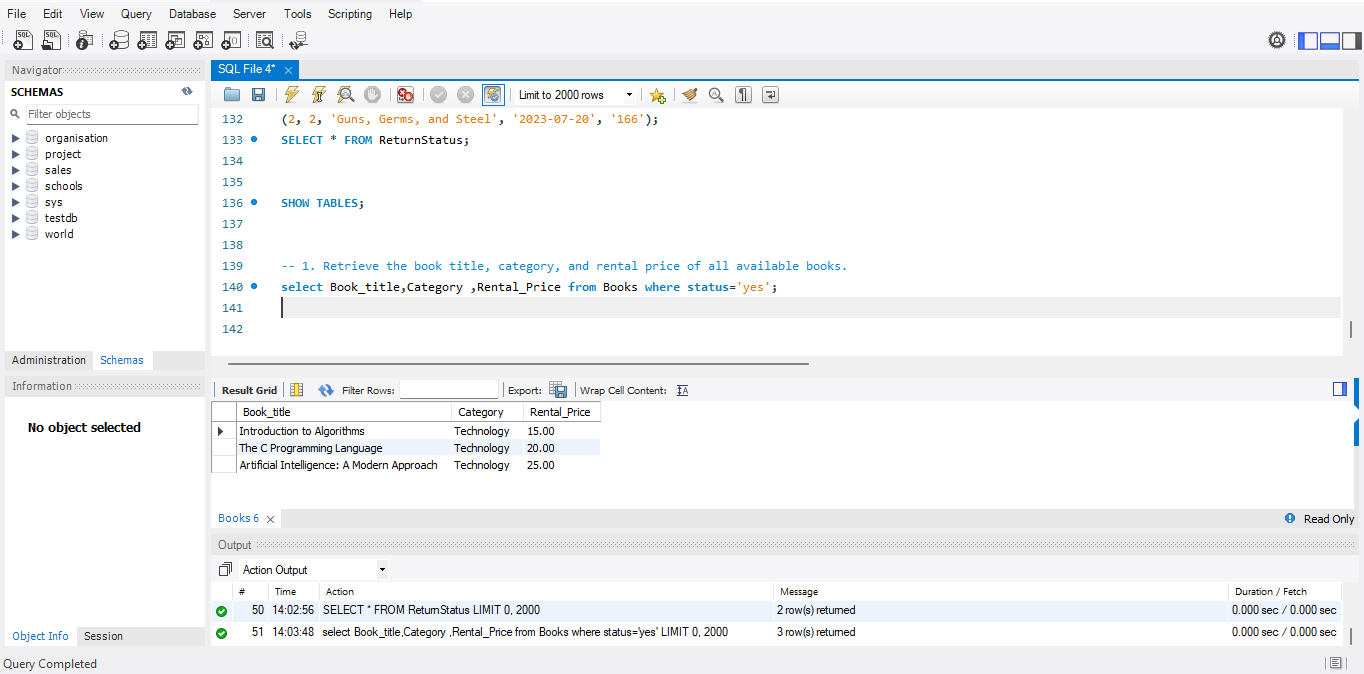 File Edit View Query Database Server Tools Scripting Help
Navigator
SCHEMAS
Filter objects
organisation
project
sales
schools
sys
testdb
world
Administration Schemas
Information
No object selected
Object Info Session
Query Completed
SQL File 4*
Limit to 2000 rows
132 (2, 2, 'Guns, Germs, and Steel', '2023-07-20', '166');
133 SELECT * FROM ReturnStatus;
134
135
136 SHOW TABLES;
137
138
139 -- 1. Retrieve the book title, category, and rental price of all available books.
140 select Book_title,Category ,Rental_Price from Books where status='yes';
141
142
Result Grid Filter Rows: Export: Wrap Cell Content:
Book_title Category Rental_Price
Introduction to Algorithms Technology 15.00
The C Programming Language Technology 20.00
Artificial Intelligence: A Modern Approach Technology 25.00
Books 6 Read Only
Output
Action Output
# Time Action Message Duration / Fetch
50 14:02:56 SELECT * FROM ReturnStatus LIMIT 0, 2000 2 row(s) returned 0.000 sec / 0.000 sec
51 14:03:48 select Book_title,Category ,Rental_Price from Books where status='yes' LIMIT 0, 2000 3 row(s) returned 0.000 sec / 0.000 sec